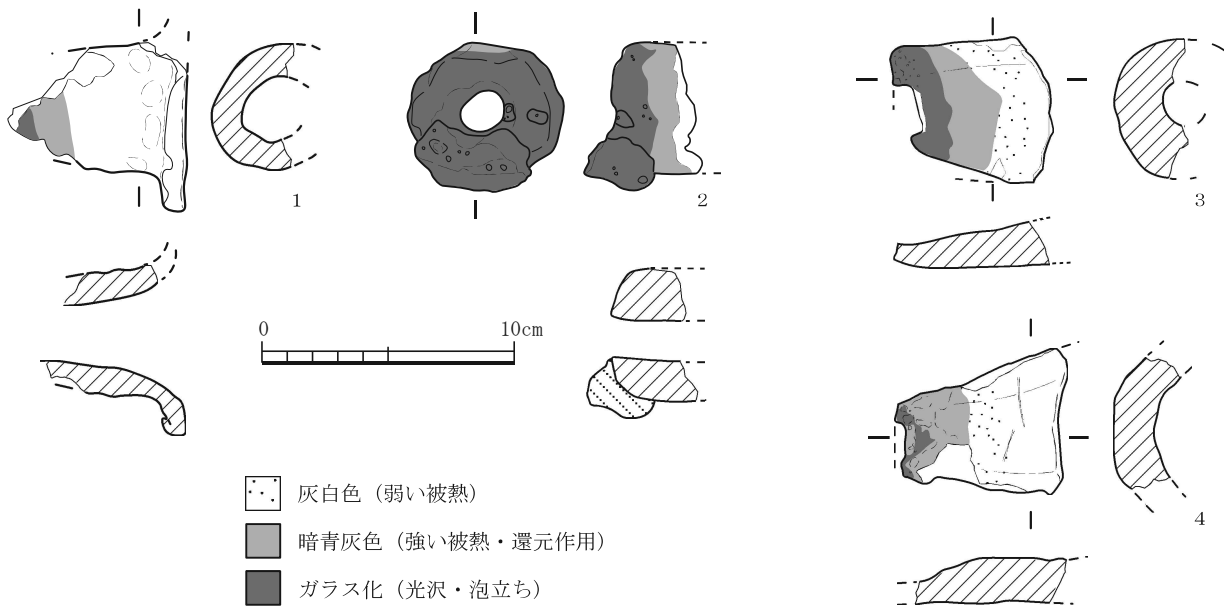 1
2
3
0 10cm
4
灰白色（弱い被熱）
暗青灰色（強い被熱・還元作用）
ガラス化（光沢・泡立ち）